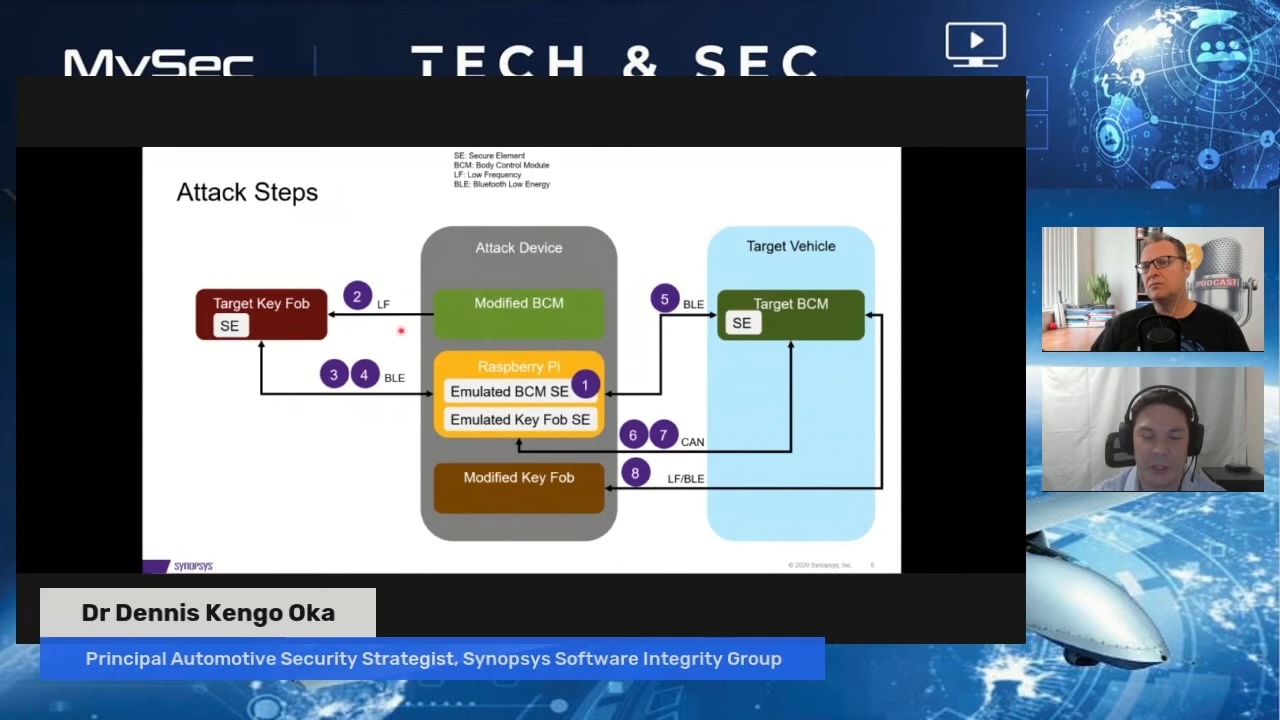 MySec
TECH & SEC
SE: Secure Element
BCM: Body Control Module
LF: Low Frequency
BLE: Bluetooth Low Energy
Attack Steps
Attack Device
Target Vehicle
Target Key Fob
SE
2
LF
Modified BCM
5
BLE
Target BCM
SE
3 4 BLE
Raspberry Pi
Emulated BCM SE
1
Emulated Key Fob SE
6 7 CAN
Modified Key Fob
8
LF/BLE
SYNOPSYS
© 2020 Synopsys, Inc.
6
PODCAST
Dr Dennis Kengo Oka
Principal Automotive Security Strategist, Synopsys Software Integrity Group